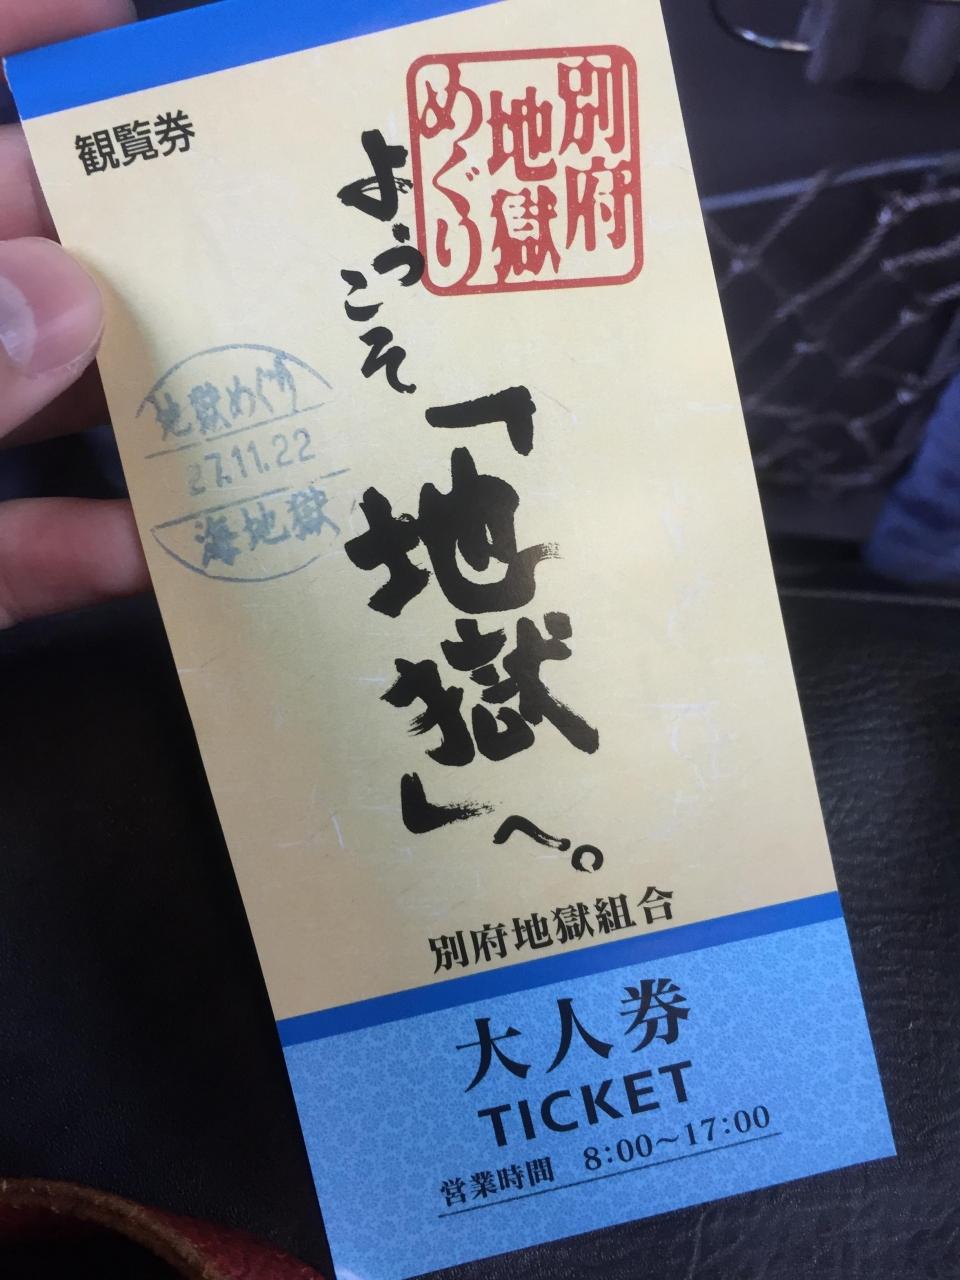 観覧券
別府
地獄
めぐり
ようこそ
「地獄」へ。
地獄めぐり
27.11.22
海地獄
別府地獄組合
大人券
TICKET
営業時間 8:00～17:00